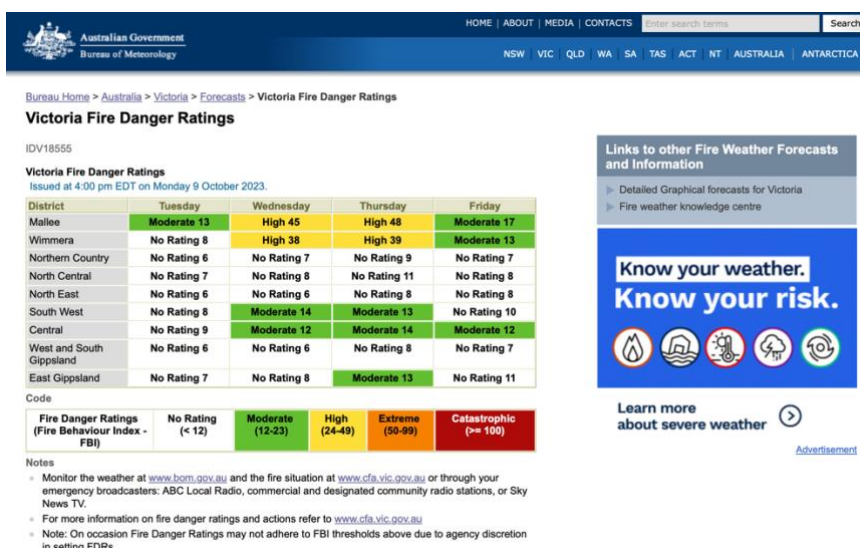 HOME | ABOUT | MEDIA | CONTACTS Enter search terms Search
Australian Government
Bureau of Meteorology
NSW VIC QLD WA SA TAS ACT NT AUSTRALIA ANTARCTICA
Bureau Home > Australia > Victoria > Forecasts > Victoria Fire Danger Ratings
Victoria Fire Danger Ratings
IDV18555
Victoria Fire Danger Ratings
Issued at 4:00 pm EDT on Monday 9 October 2023.
District Tuesday Wednesday Thursday Friday
Mallee Moderate 13 High 45 High 48 Moderate 17
Wimmera No Rating 8 High 38 High 39 Moderate 13
Northern Country No Rating 6 No Rating 7 No Rating 9 No Rating 7
North Central No Rating 7 No Rating 8 No Rating 11 No Rating 8
North East No Rating 6 No Rating 6 No Rating 8 No Rating 8
South West No Rating 8 Moderate 14 Moderate 13 No Rating 10
Central No Rating 9 Moderate 12 Moderate 14 Moderate 12
West and South No Rating 6 No Rating 6 No Rating 8 No Rating 7
Gippsland
East Gippsland No Rating 7 No Rating 8 Moderate 13 No Rating 11
Code
Fire Danger Ratings No Rating Moderate High Extreme Catastrophic
(Fire Behaviour Index - (< 12) (12-23) (24-49) (50-99) (>= 100)
FBI)
Notes
Monitor the weather at www.bom.gov.au and the fire situation at www.cfa.vic.gov.au or through your
emergency broadcasters: ABC Local Radio, commercial and designated community radio stations, or Sky
News TV.
For more information on fire danger ratings and actions refer to www.cfa.vic.gov.au
Note: On occasion Fire Danger Ratings may not adhere to FBI thresholds above due to agency discretion
in setting FDRs
Links to other Fire Weather Forecasts
and Information
Detailed Graphical forecasts for Victoria
Fire weather knowledge centre
Know your weather.
Know your risk.
Learn more
about severe weather
Advertisement